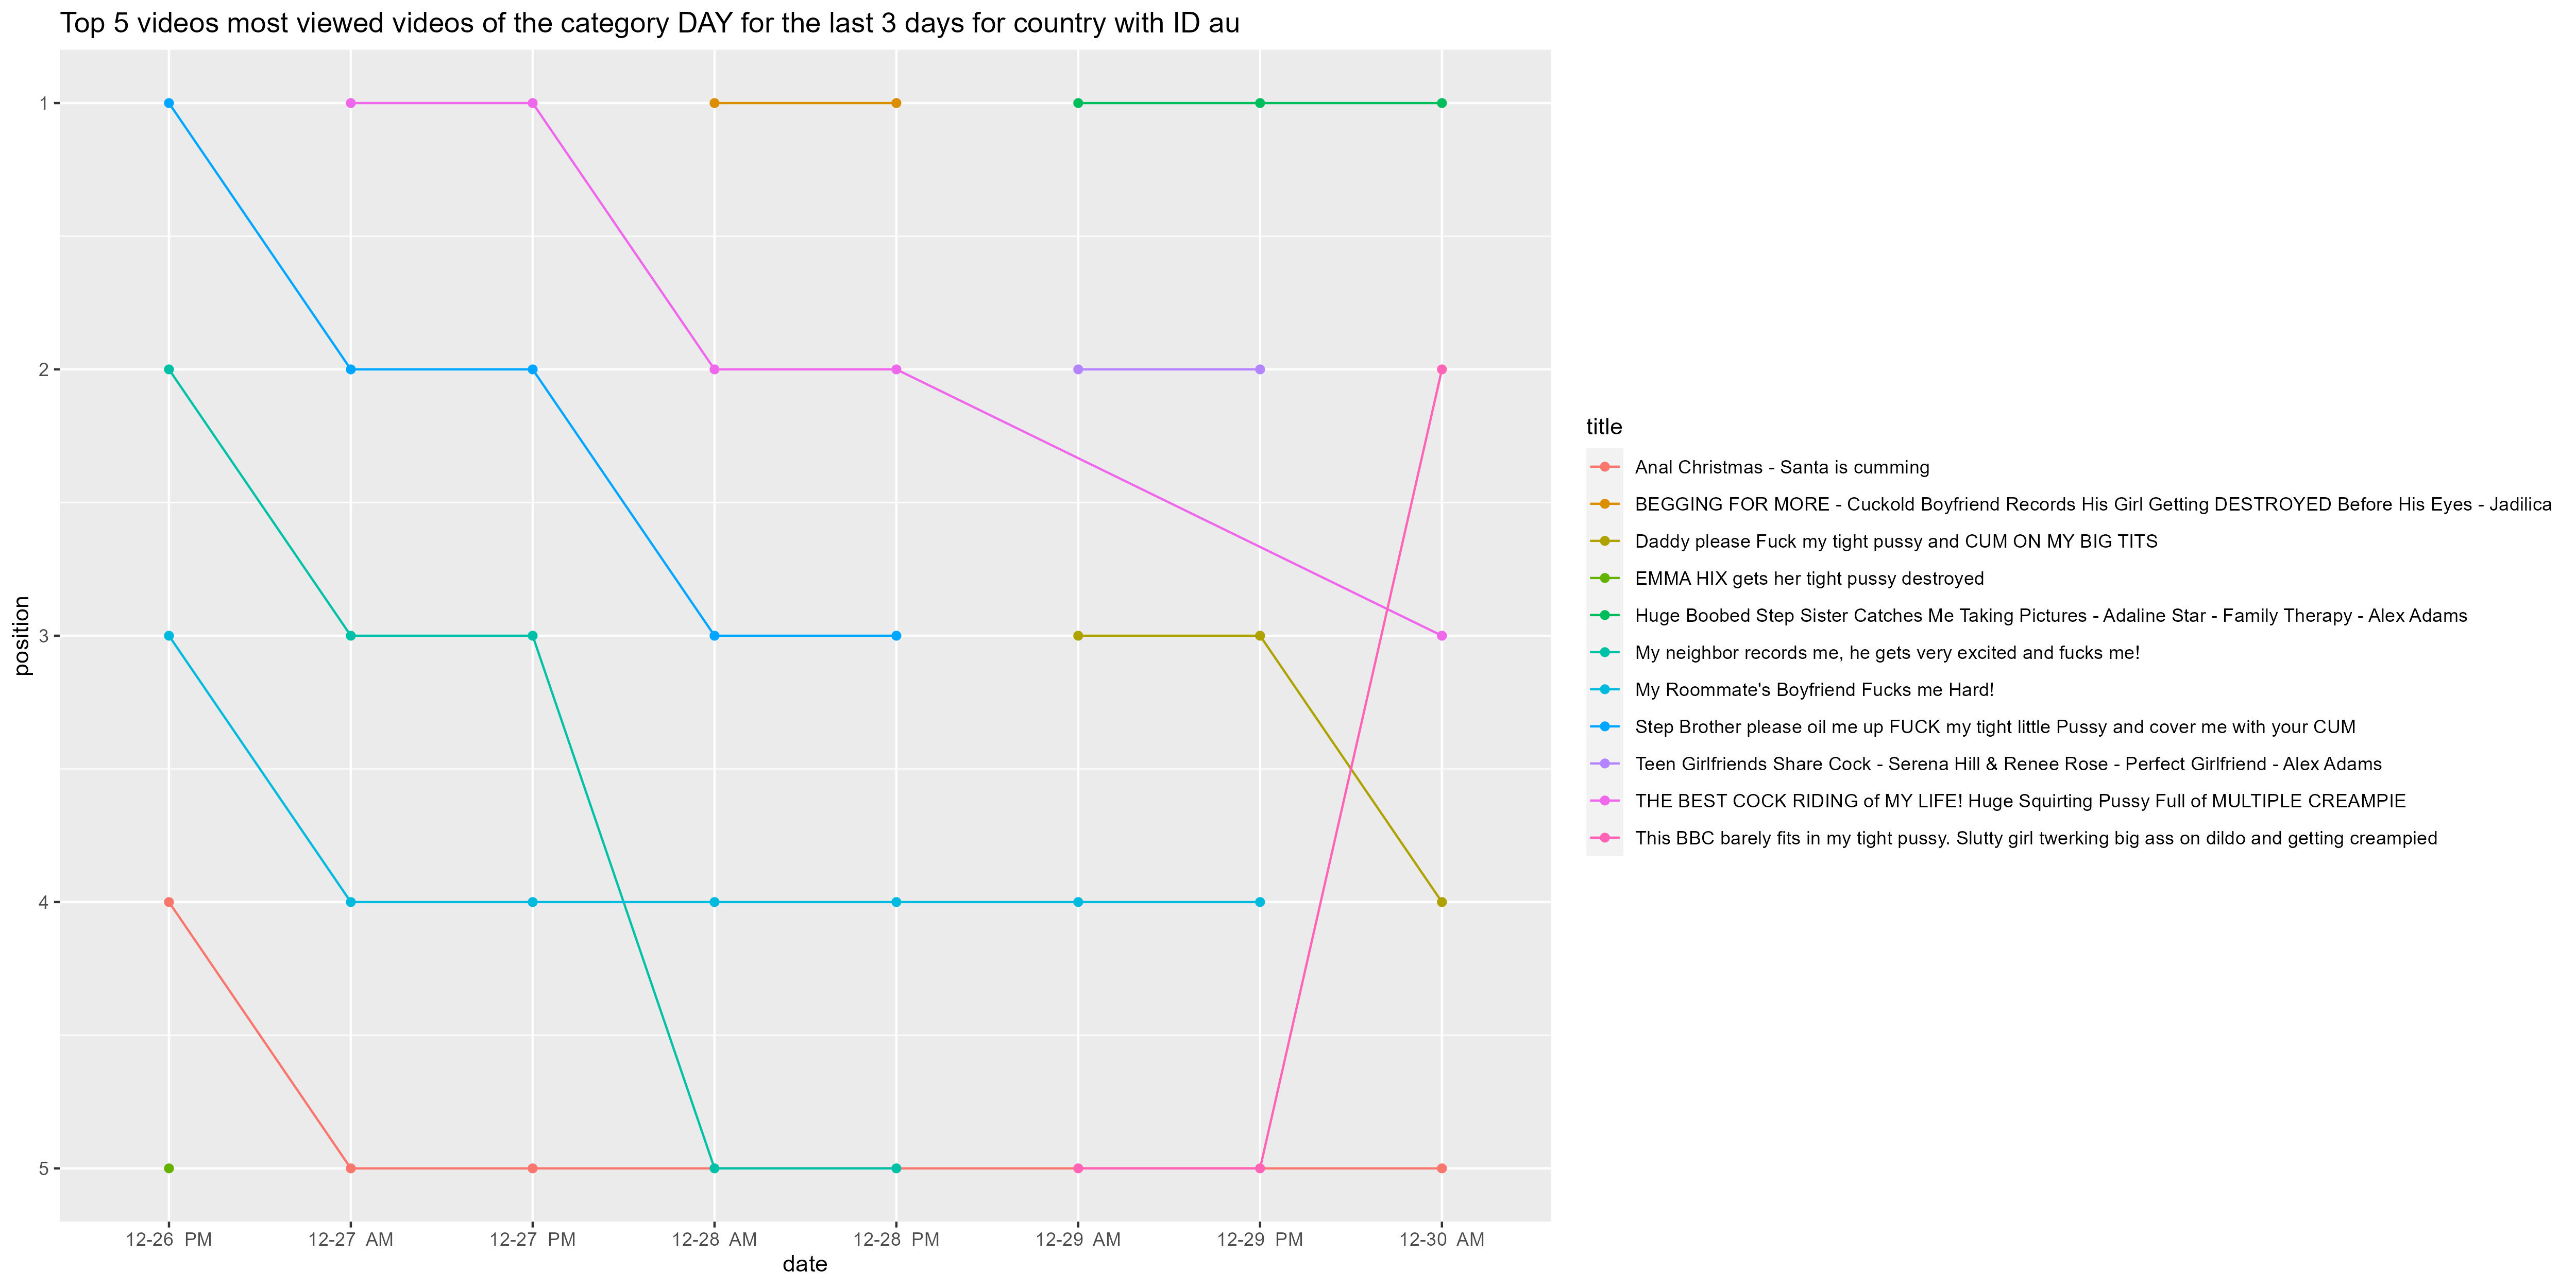 Top 5 videos most viewed videos of the category DAY for the last 3 days for country with ID au
position
1
2
3
4
5
12-26 PM
12-27 AM
12-27 PM
12-28 AM
12-28 PM
12-29 AM
12-29 PM
12-30 AM
date
title
Anal Christmas - Santa is cumming
BEGGING FOR MORE - Cuckold Boyfriend Records His Girl Getting DESTROYED Before His Eyes - Jadilica
Daddy please Fuck my tight pussy and CUM ON MY BIG TITS
EMMA HIX gets her tight pussy destroyed
Huge Boobed Step Sister Catches Me Taking Pictures - Adaline Star - Family Therapy - Alex Adams
My neighbor records me, he gets very excited and fucks me!
My Roommate's Boyfriend Fucks me Hard!
Step Brother please oil me up FUCK my tight little Pussy and cover me with your CUM
Teen Girlfriends Share Cock - Serena Hill & Renee Rose - Perfect Girlfriend - Alex Adams
THE BEST COCK RIDING of MY LIFE! Huge Squirting Pussy Full of MULTIPLE CREAMPIE
This BBC barely fits in my tight pussy. Slutty girl twerking big ass on dildo and getting creampied